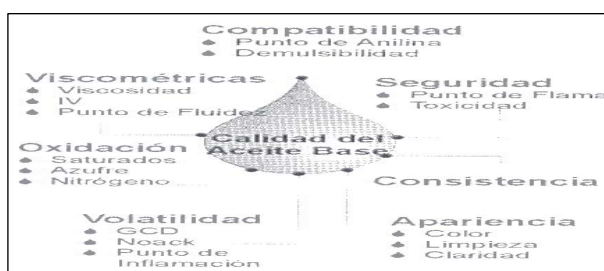 Compatibilidad
Punto de Anilina
Demulsibilidad
Viscométricas
Viscosidad
IV
Punto de Fluidez
Seguridad
Punto de Flama
Toxicidad
Calidad del
Aceite Base
Oxidación
Saturados
Azufre
Nitrógeno
Consistencia
Volatilidad
GCD
Noack
Punto de
Inflamación
Apariencia
Color
Limpieza
Claridad